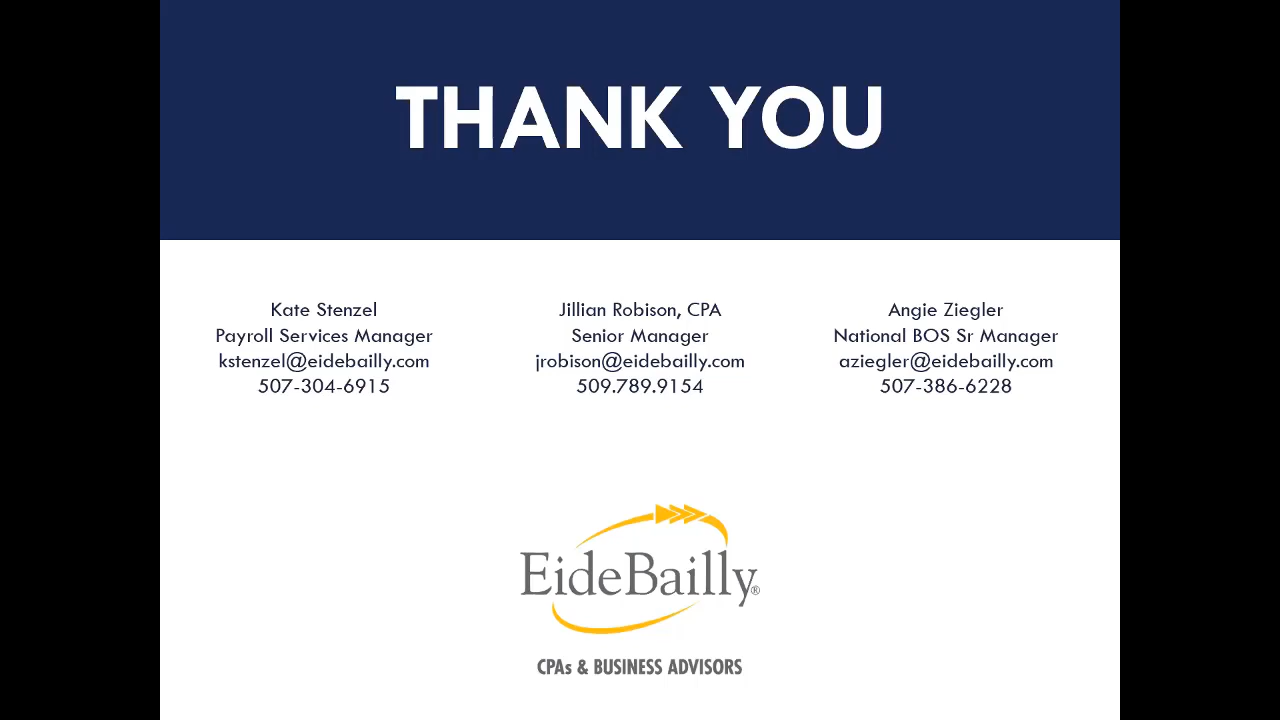 THANK YOU
Kate Stenzel
Payroll Services Manager
kstenzel@eidebailly.com
507-304-6915
Jillian Robison, CPA
Senior Manager
jrobison@eidebailly.com
509.789.9154
Angie Ziegler
National BOS Sr Manager
aziegler@eidebailly.com
507-386-6228
EideBailly®
CPAs & BUSINESS ADVISORS